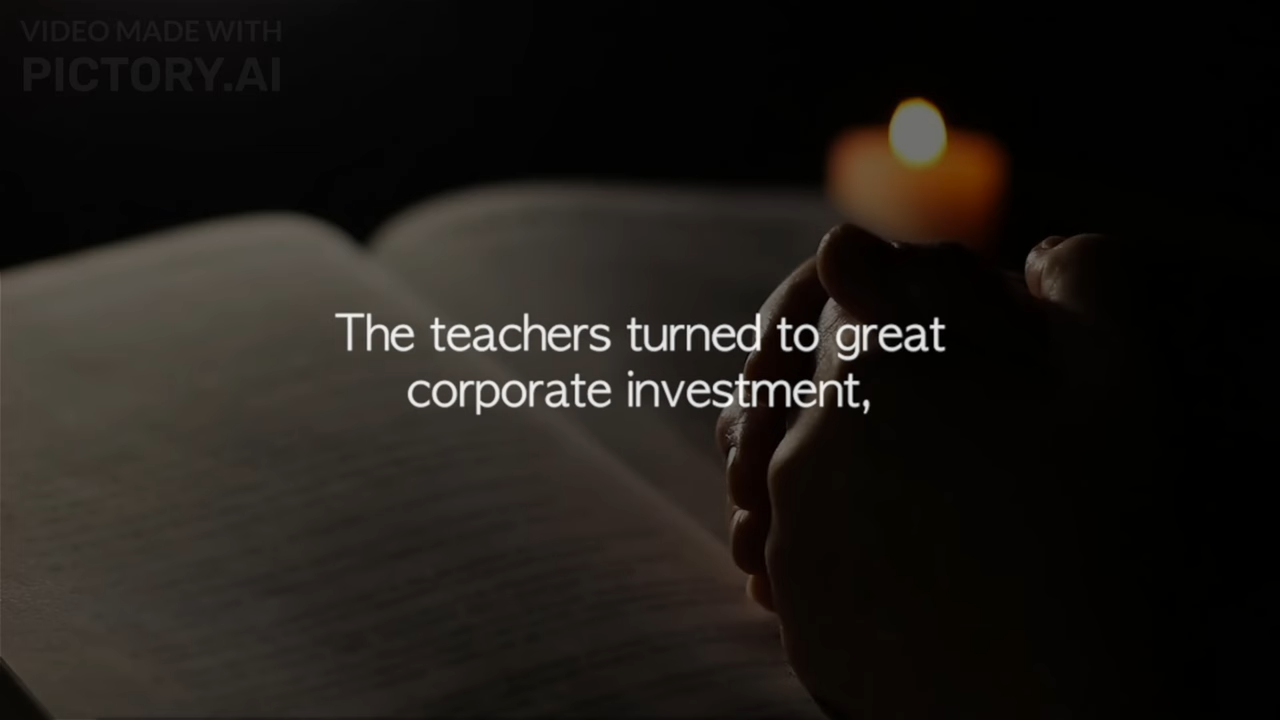 VIDEO MADE WITH
PICTORY.AI
The teachers turned to great
corporate investment,